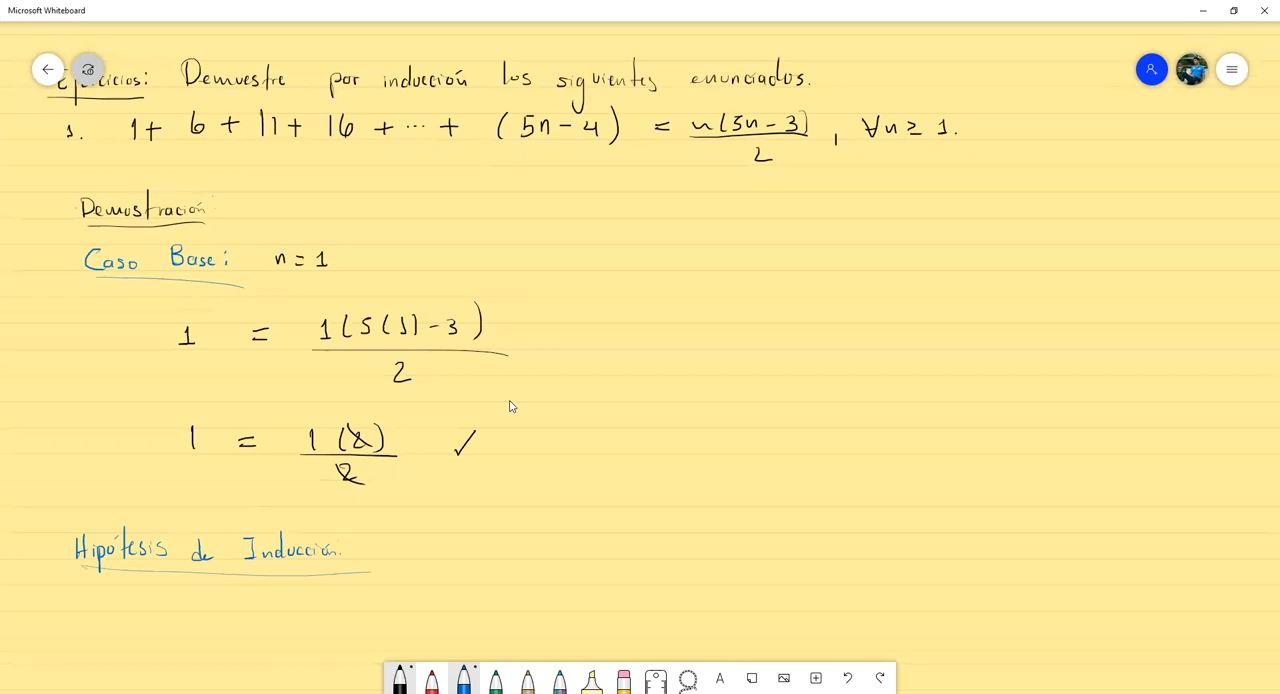 Microsoft Whiteboard
Ejercicios: Demuestre por inducción los siguientes enunciados.
1. 1 + 6 + 11 + 16 + ... + (5n - 4) = n(5n - 3) / 2 , ∀n ≥ 1.
Demostración
Caso Base: n = 1
1 = 1(5(1) - 3) / 2
1 = 1(2) / 2 ✓
Hipótesis de Inducción.
A